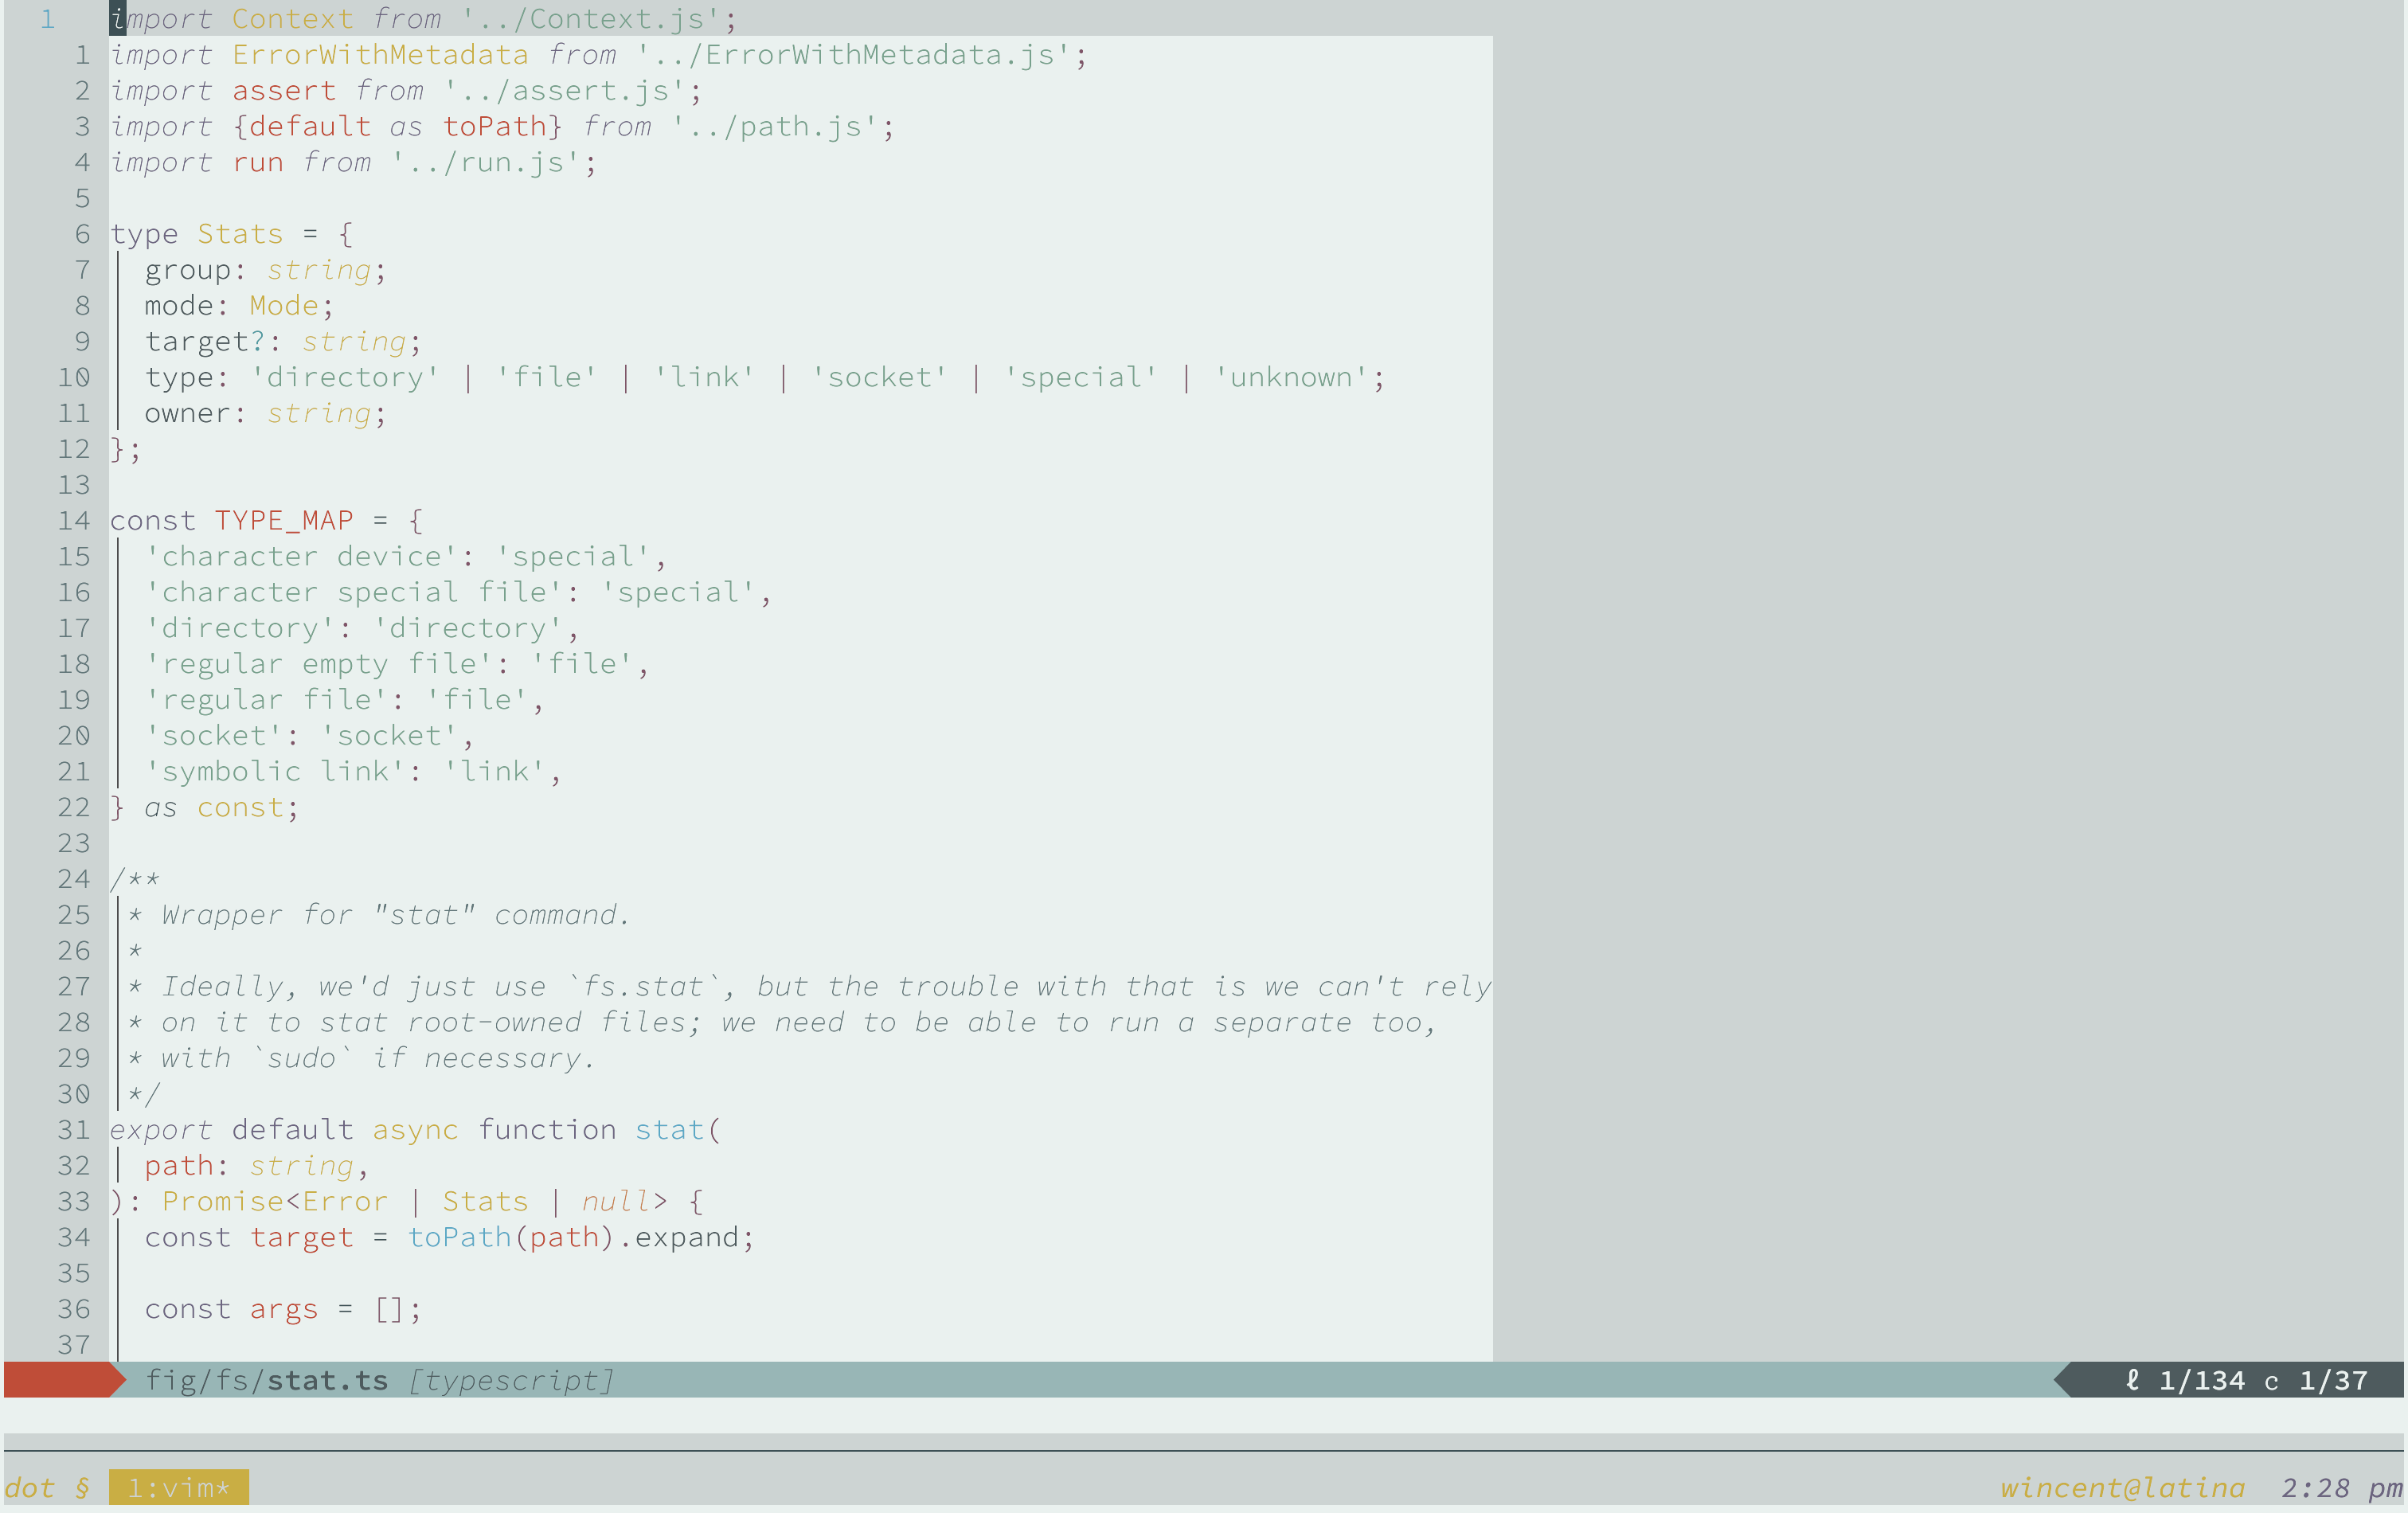 1 import Context from '../Context.js';
1 import ErrorWithMetadata from '../ErrorWithMetadata.js';
2 import assert from '../assert.js';
3 import {default as toPath} from '../path.js';
4 import run from '../run.js';
5
6 type Stats = {
7   group: string;
8   mode: Mode;
9   target?: string;
10   type: 'directory' | 'file' | 'link' | 'socket' | 'special' | 'unknown';
11   owner: string;
12 };
13
14 const TYPE_MAP = {
15   'character device': 'special',
16   'character special file': 'special',
17   'directory': 'directory',
18   'regular empty file': 'file',
19   'regular file': 'file',
20   'socket': 'socket',
21   'symbolic link': 'link',
22 } as const;
23
24 /**
25  * Wrapper for "stat" command.
26  *
27  * Ideally, we'd just use `fs.stat`, but the trouble with that is we can't rely
28  * on it to stat root-owned files; we need to be able to run a separate too,
29  * with `sudo` if necessary.
30  */
31 export default async function stat(
32   path: string,
33 ): Promise<Error | Stats | null> {
34   const target = toPath(path).expand;
35
36   const args = [];
37
fig/fs/stat.ts [typescript] ℓ 1/134 c 1/37
dot § 1:vim* wincent@latina 2:28 pm